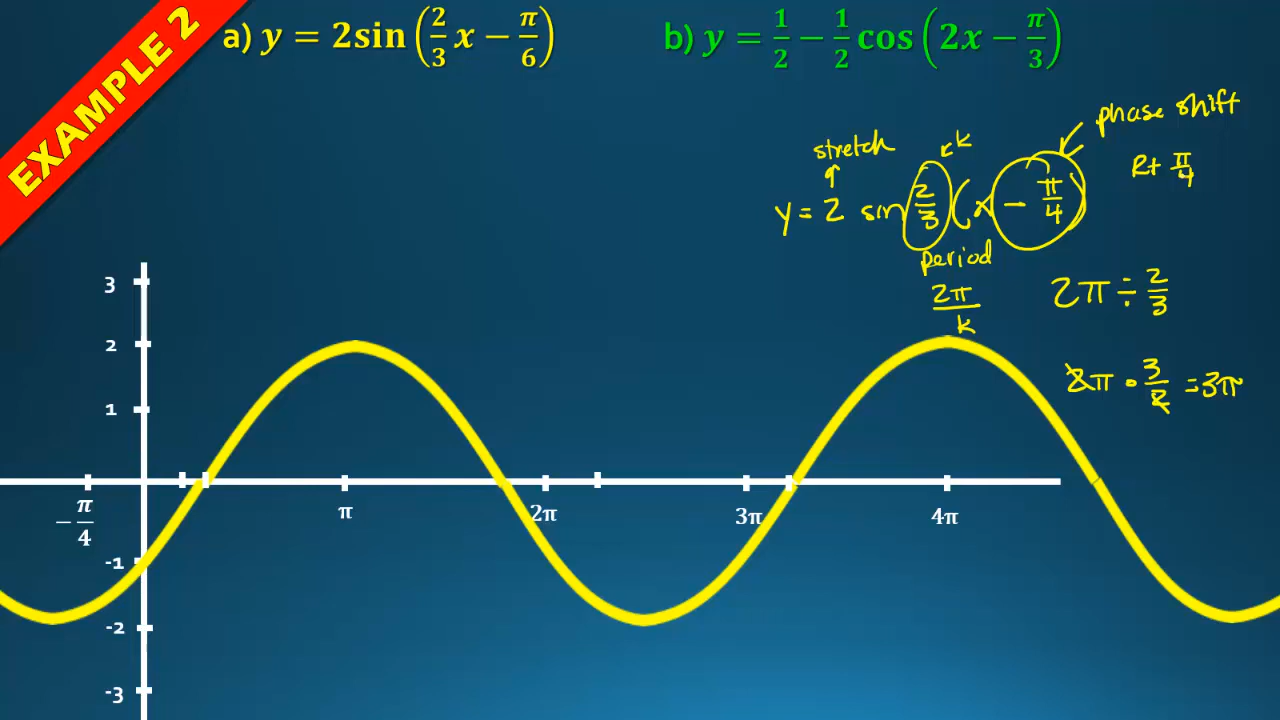 EXAMPLE 2
a) y = 2sin (2/3 x − π/6)
b) y = 1/2 − 1/2 cos (2x − π/3)
phase shift
Rt π/4
stretch
k
y = 2 sin 2/3 (x − π/4)
period
2π/k
2π ÷ 2/3
2π • 3/2 = 3π
3
2
1
-1
-2
-3
−π/4
π
2π
3π
4π